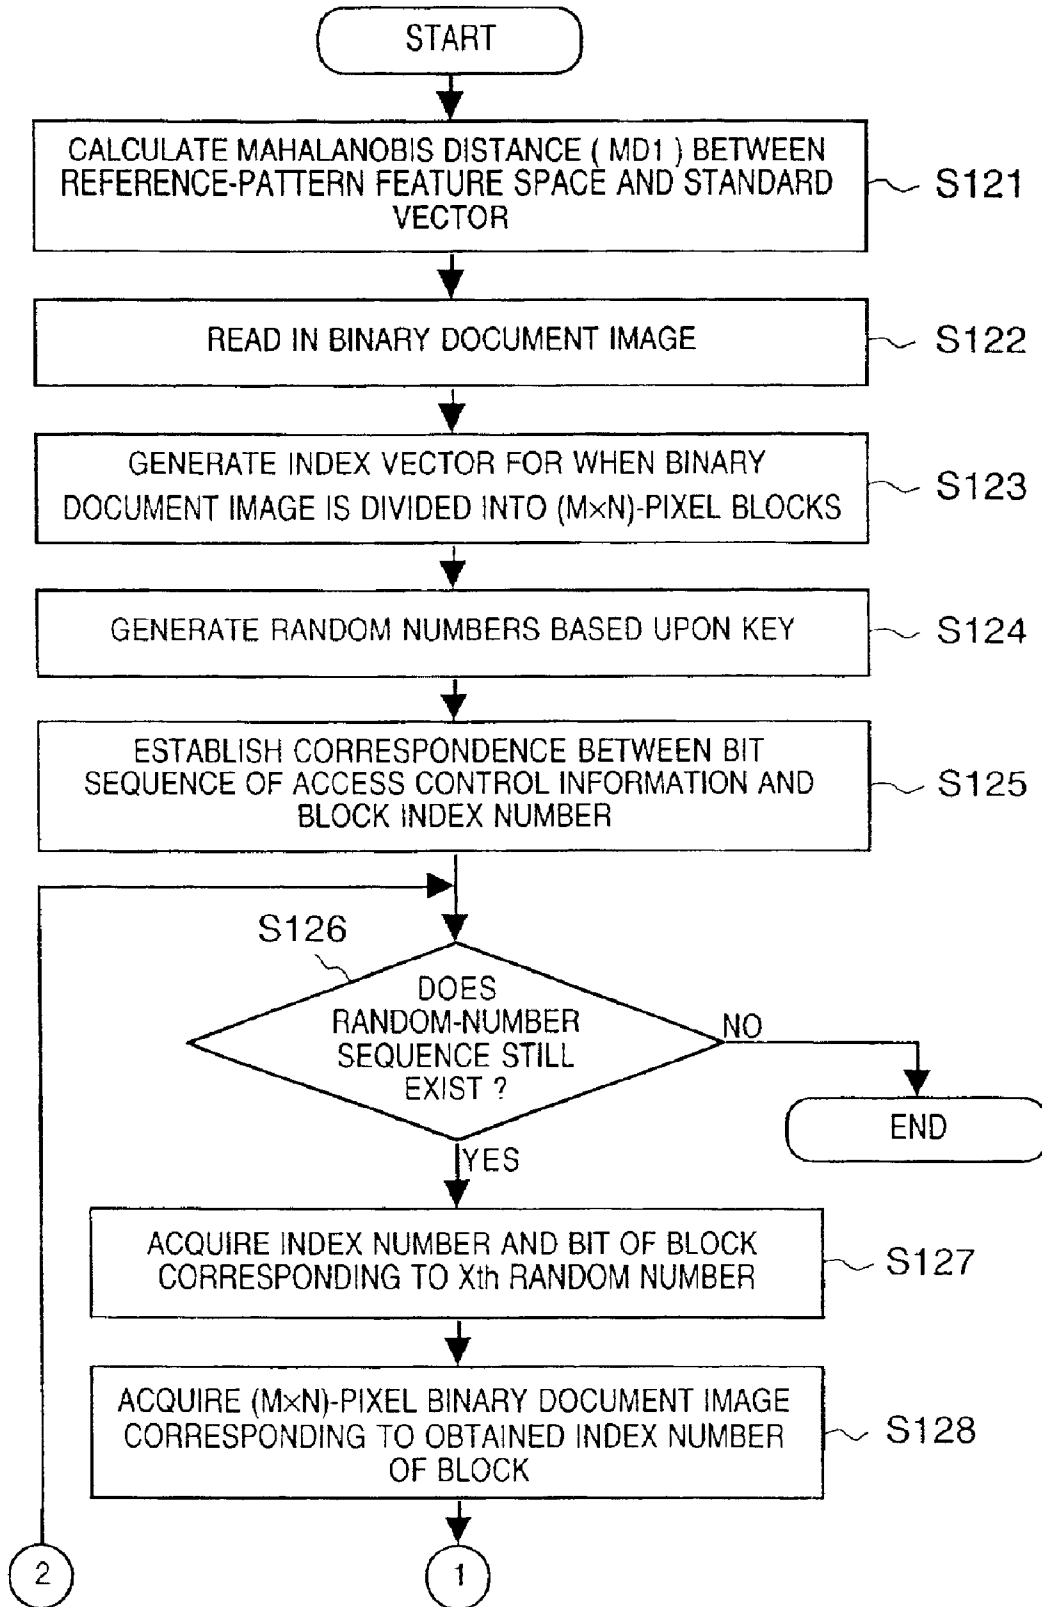 START
CALCULATE MAHALANOBIS DISTANCE ( MD1 ) BETWEEN
REFERENCE-PATTERN FEATURE SPACE AND STANDARD
VECTOR
S121
READ IN BINARY DOCUMENT IMAGE
S122
GENERATE INDEX VECTOR FOR WHEN BINARY
DOCUMENT IMAGE IS DIVIDED INTO (M×N)-PIXEL BLOCKS
S123
GENERATE RANDOM NUMBERS BASED UPON KEY
S124
ESTABLISH CORRESPONDENCE BETWEEN BIT
SEQUENCE OF ACCESS CONTROL INFORMATION AND
BLOCK INDEX NUMBER
S125
S126
DOES
RANDOM-NUMBER
SEQUENCE STILL
EXIST ?
NO
END
YES
ACQUIRE INDEX NUMBER AND BIT OF BLOCK
CORRESPONDING TO Xth RANDOM NUMBER
S127
ACQUIRE (M×N)-PIXEL BINARY DOCUMENT IMAGE
CORRESPONDING TO OBTAINED INDEX NUMBER
OF BLOCK
S128
2
1